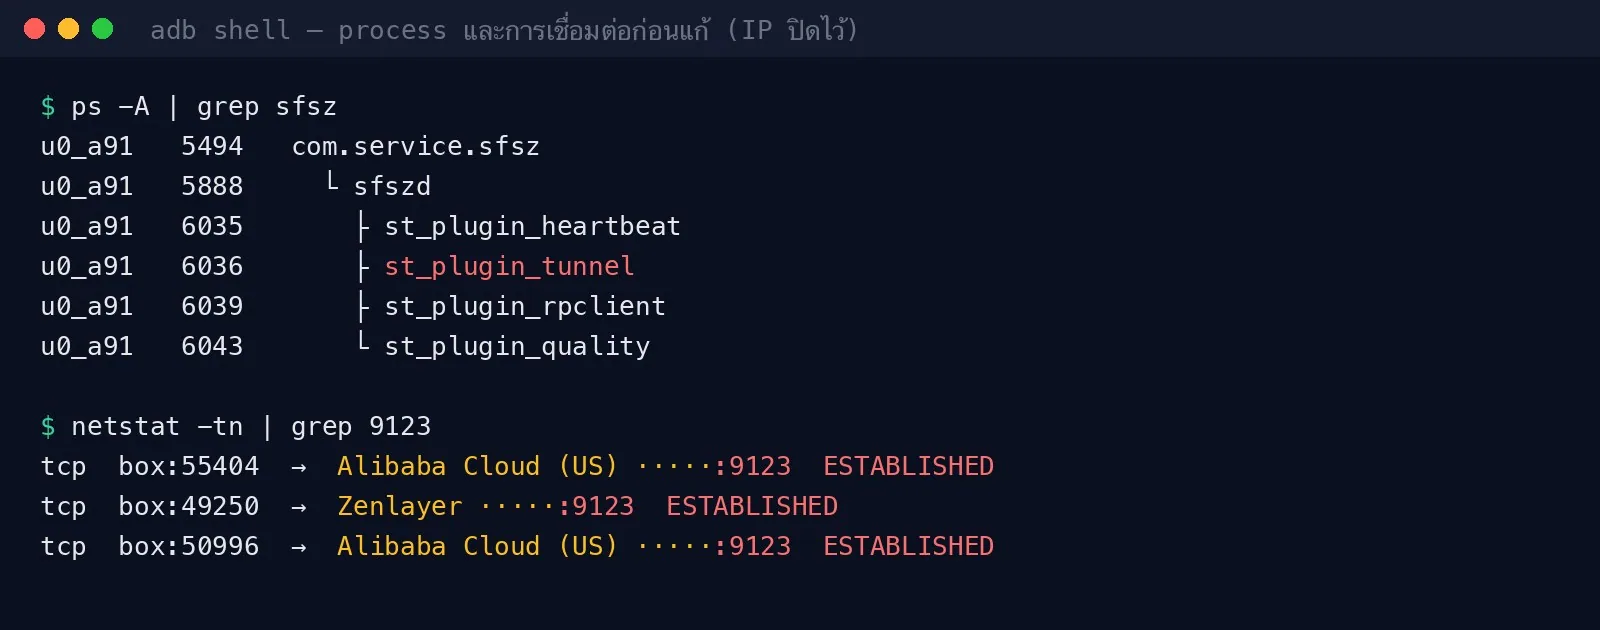 adb shell — process และการเชื่อมต่อก่อนแก้ (IP ปิดไว้)
$ ps -A | grep sfsz
u0_a91 5494 com.service.sfsz
u0_a91 5888 └ sfszd
u0_a91 6035 ├ st_plugin_heartbeat
u0_a91 6036 ├ st_plugin_tunnel
u0_a91 6039 ├ st_plugin_rpclient
u0_a91 6043 └ st_plugin_quality
$ netstat -tn | grep 9123
tcp box:55404 → Alibaba Cloud (US) ·····:9123 ESTABLISHED
tcp box:49250 → Zenlayer ·····:9123 ESTABLISHED
tcp box:50996 → Alibaba Cloud (US) ·····:9123 ESTABLISHED